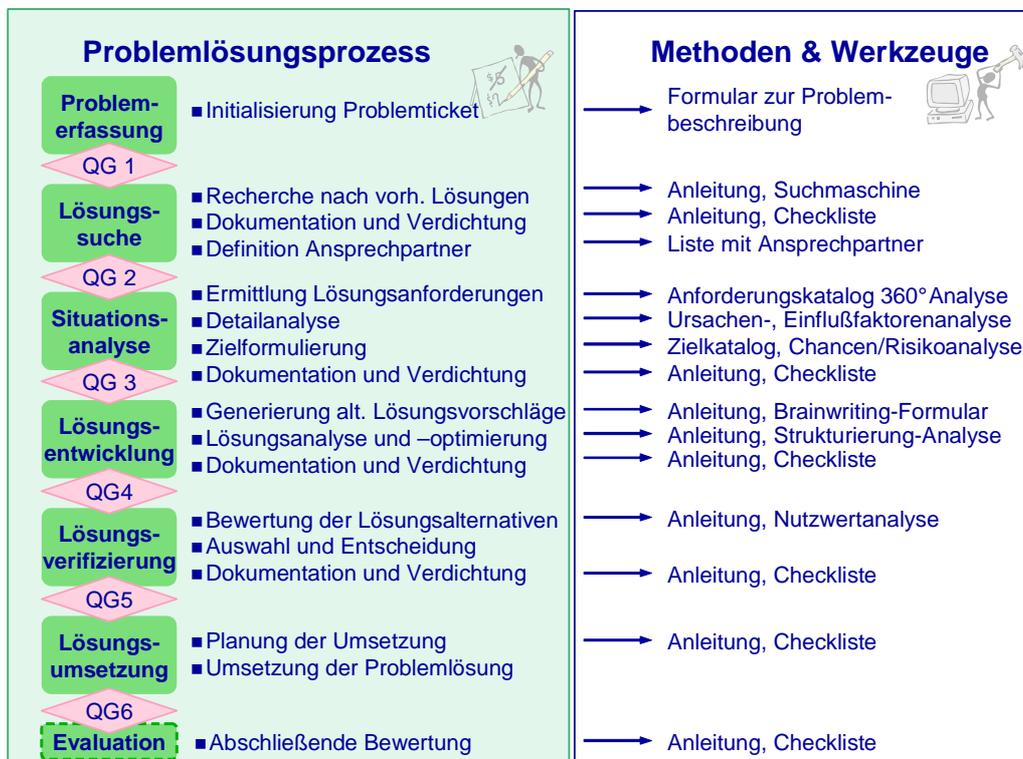 Problemlösungsprozess
Problem-
erfassung
■ Initialisierung Problemticket
QG 1
Lösungs-
suche
■ Recherche nach vorh. Lösungen
■ Dokumentation und Verdichtung
■ Definition Ansprechpartner
QG 2
Situations-
analyse
■ Ermittlung Lösungsanforderungen
■ Detailanalyse
■ Zielformulierung
■ Dokumentation und Verdichtung
QG 3
Lösungs-
entwicklung
■ Generierung alt. Lösungsvorschläge
■ Lösungsanalyse und –optimierung
■ Dokumentation und Verdichtung
QG4
Lösungs-
verifizierung
■ Bewertung der Lösungsalternativen
■ Auswahl und Entscheidung
■ Dokumentation und Verdichtung
QG5
Lösungs-
umsetzung
■ Planung der Umsetzung
■ Umsetzung der Problemlösung
QG6
Evaluation
■ Abschließende Bewertung
Methoden & Werkzeuge
Formular zur Problem-
beschreibung
Anleitung, Suchmaschine
Anleitung, Checkliste
Liste mit Ansprechpartner
Anforderungskatalog 360°Analyse
Ursachen-, Einflußfaktorenanalyse
Zielkatalog, Chancen/Risikoanalyse
Anleitung, Checkliste
Anleitung, Brainwriting-Formular
Anleitung, Strukturierung-Analyse
Anleitung, Checkliste
Anleitung, Nutzwertanalyse
Anleitung, Checkliste
Anleitung, Checkliste
Anleitung, Checkliste